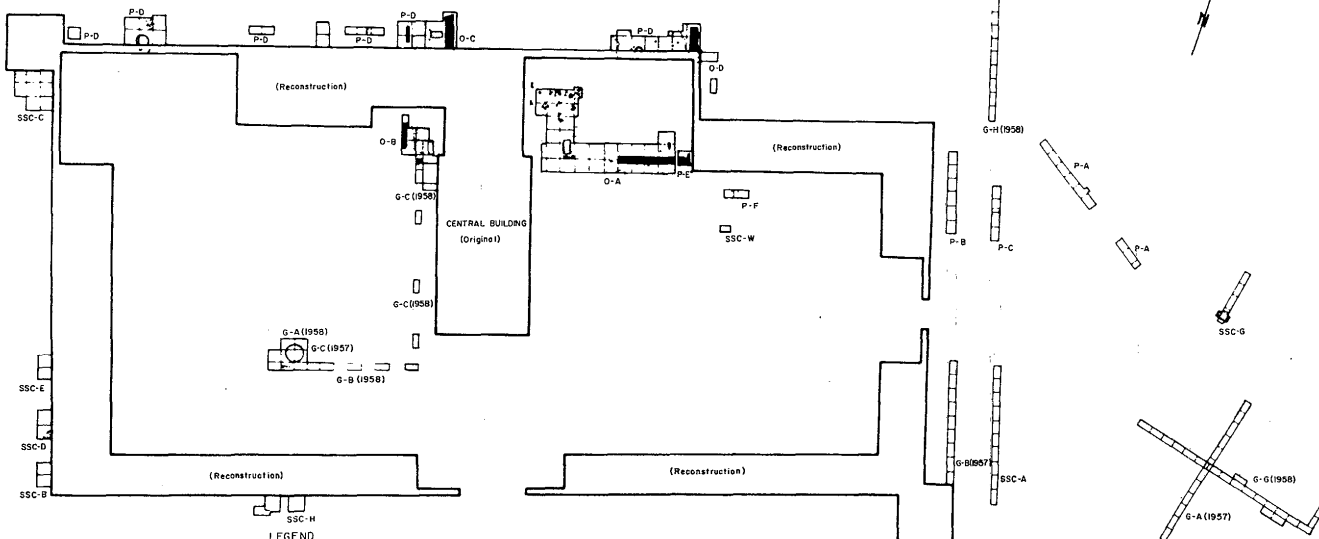 P-D
P-D
P-D
P-D
O-C
P-D
N
O-D
(Reconstruction)
SSC-C
G-H(1958)
O-B
(Reconstruction)
P-A
O-A
P-E
G-C(1958)
P-F
CENTRAL BUILDING
(Original)
SSC-W
P-B
P-C
P-A
G-C(1958)
G-A(1958)
G-C(1957)
SSC-G
G-B(1958)
SSC-E
SSC-D
(Reconstruction)
(Reconstruction)
G-B(1957)
SSC-A
G-G(1958)
SSC-B
SSC-H
G-A(1957)
LEGEND